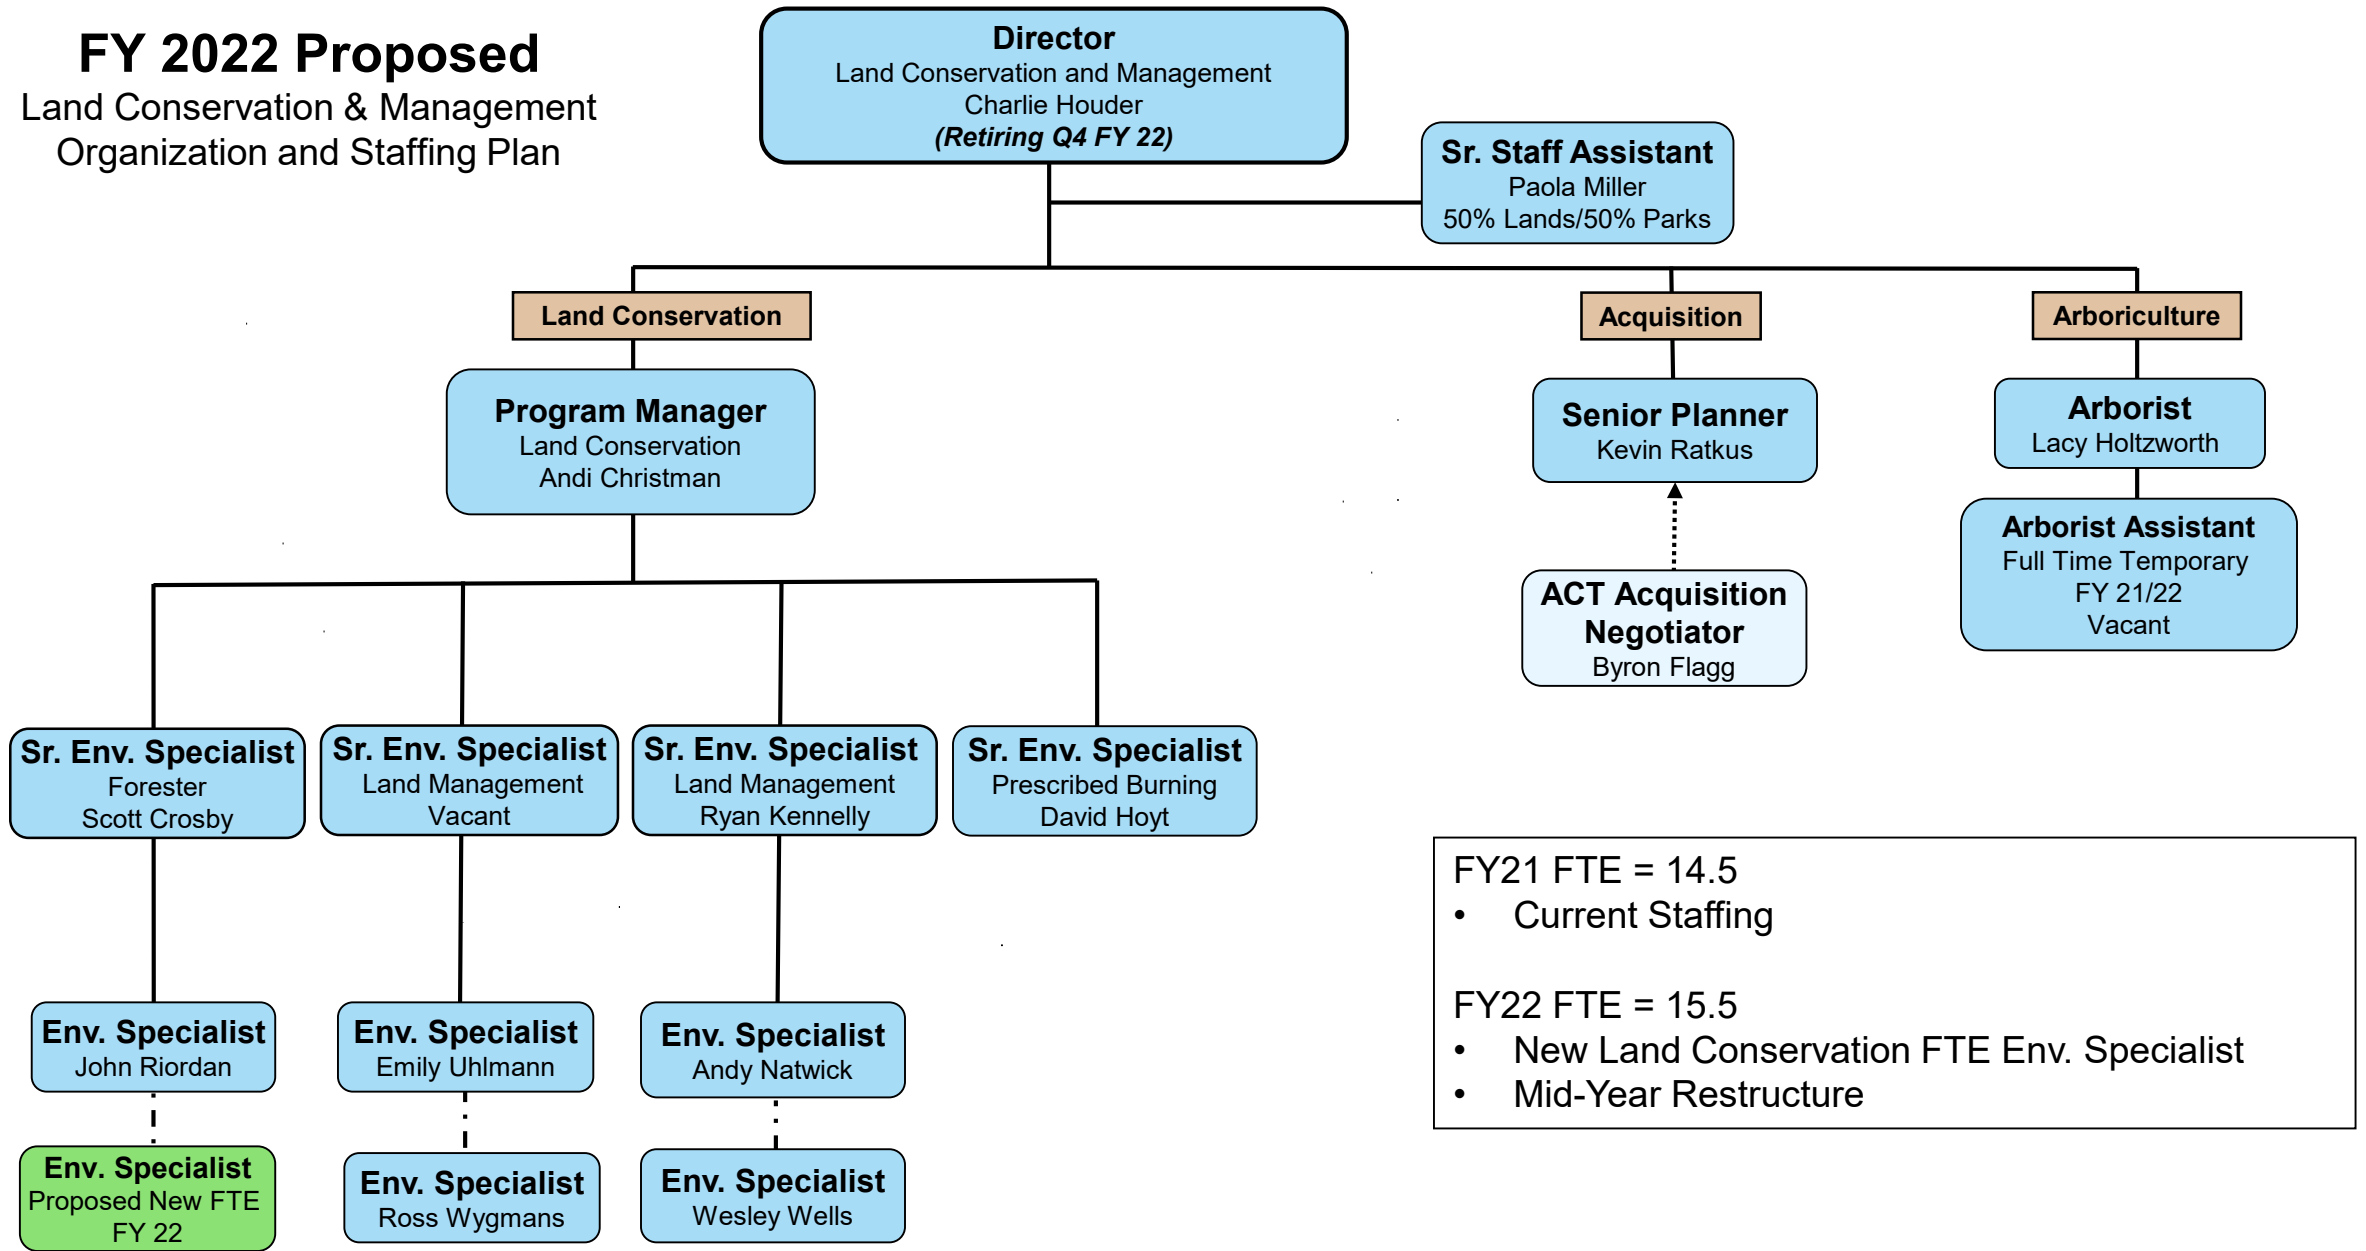 FY 2022 Proposed
Land Conservation & Management
Organization and Staffing Plan
Director
Land Conservation and Management
Charlie Houder
(Retiring Q4 FY 22)
Sr. Staff Assistant
Paola Miller
50% Lands/50% Parks
Land Conservation
Acquisition
Arboriculture
Program Manager
Land Conservation
Andi Christman
Senior Planner
Kevin Ratkus
Arborist
Lacy Holtzworth
Arborist Assistant
Full Time Temporary
FY 21/22
Vacant
ACT Acquisition
Negotiator
Byron Flagg
Sr. Env. Specialist
Forester
Scott Crosby
Sr. Env. Specialist
Land Management
Vacant
Sr. Env. Specialist
Land Management
Ryan Kennelly
Sr. Env. Specialist
Prescribed Burning
David Hoyt
Env. Specialist
John Riordan
Env. Specialist
Emily Uhlmann
Env. Specialist
Andy Natwick
Env. Specialist
Proposed New FTE
FY 22
Env. Specialist
Ross Wygmans
Env. Specialist
Wesley Wells
FY21 FTE = 14.5
• Current Staffing
FY22 FTE = 15.5
• New Land Conservation FTE Env. Specialist
• Mid-Year Restructure